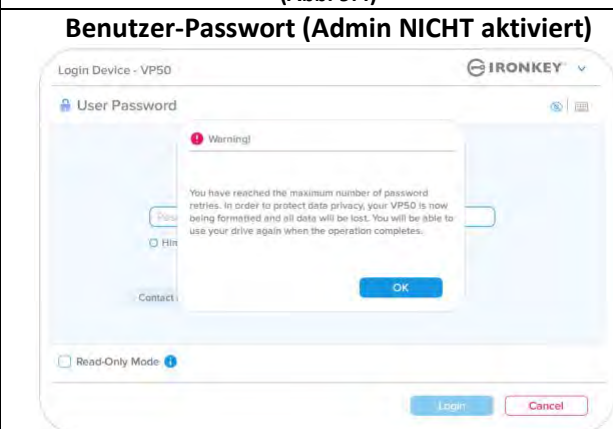 Benutzer-Passwort (Admin NICHT aktiviert)
Login Device - VP50
IRONKEY
User Password
Warning!
You have reached the maximum number of password
retries. In order to protect data privacy, your VP50 is now
being formatted and all data will be lost. You will be able to
use your drive again when the operation completes.
OK
Contact
Read-Only Mode
Login
Cancel